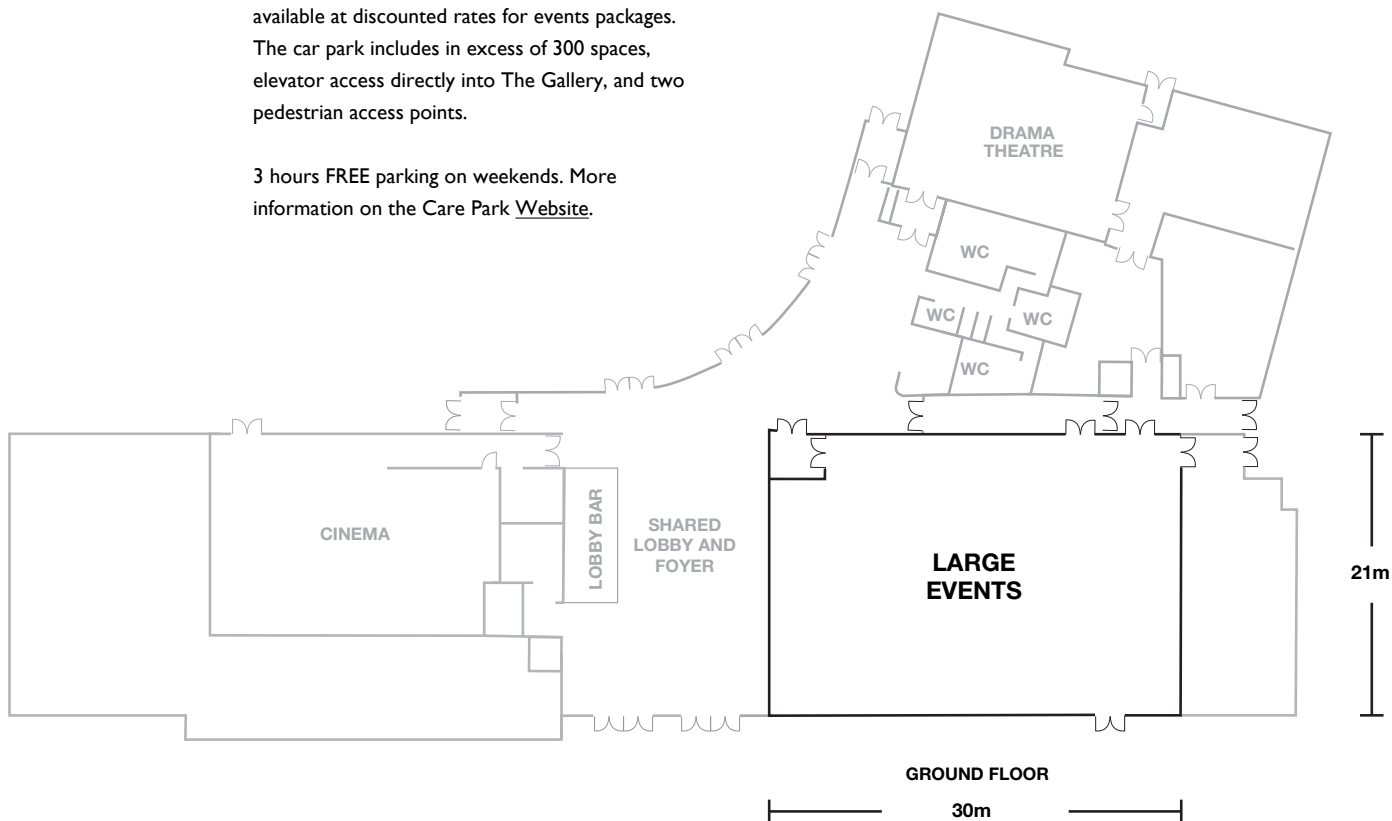 available at discounted rates for events packages.
The car park includes in excess of 300 spaces,
elevator access directly into The Gallery, and two
pedestrian access points.
3 hours FREE parking on weekends. More
information on the Care Park Website.
DRAMA
THEATRE
WC
WC
WC
WC
CINEMA
LOBBY BAR
SHARED
LOBBY AND
FOYER
LARGE
EVENTS
21m
GROUND FLOOR
30m